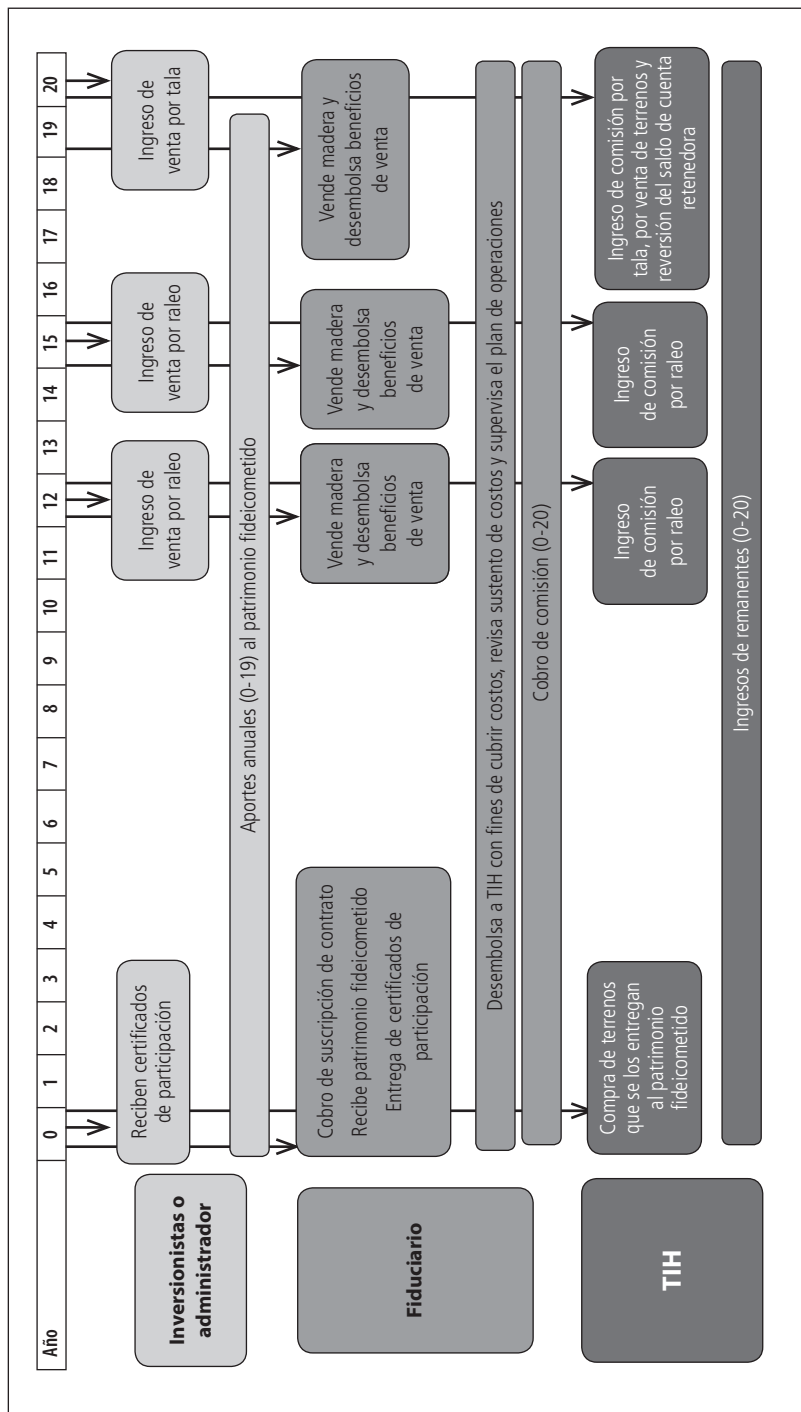 Año 0 1 2 3 4 5 6 7 8 9 10 11 12 13 14 15 16 17 18 19 20
Inversionistas o
administrador
Reciben certificados
de participación
Ingreso de
venta por raleo
Ingreso de
venta por raleo
Ingreso de
venta por tala
Aportes anuales (0-19) al patrimonio fideicometido
Fiduciario
Cobro de suscripción de contrato
Recibe patrimonio fideicometido
Entrega de certificados de
participación
Vende madera
y desembolsa
beneficios
de venta
Vende madera
y desembolsa
beneficios
de venta
Vende madera y
desembolsa beneficios
de venta
Desembolsa a TIH con fines de cubrir costos, revisa sustento de costos y supervisa el plan de operaciones
Cobro de comisión (0-20)
TIH
Compra de terrenos
que se los entregan
al patrimonio
fideicometido
Ingreso
de comisión
por raleo
Ingreso
de comisión
por raleo
Ingreso de comisión por
tala, por venta de terrenos y
reversión del saldo de cuenta
retenedora
Ingresos de remanentes (0-20)